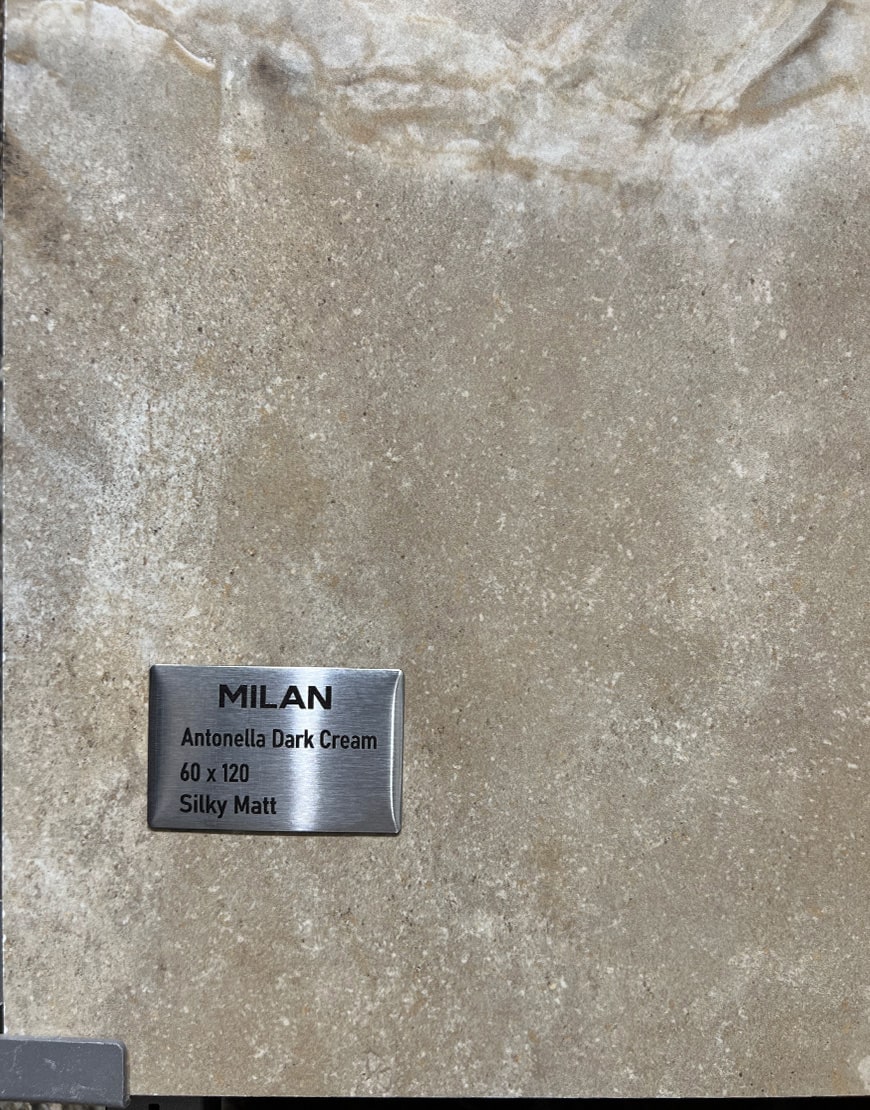 MILAN
Antonella Dark Cream
60 x 120
Silky Matt